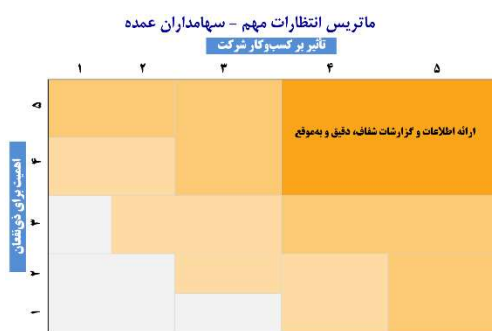 ماتریس انتظارات مهم - سهامداران عمده
تأثیر بر کسب‌وکار شرکت
۱ ۲ ۳ ۴ ۵
۵
ارائه اطلاعات و گزارشات شفاف، دقیق و به‌موقع
۴
اهمیت برای ذی‌نفعان
۳
۲
۱